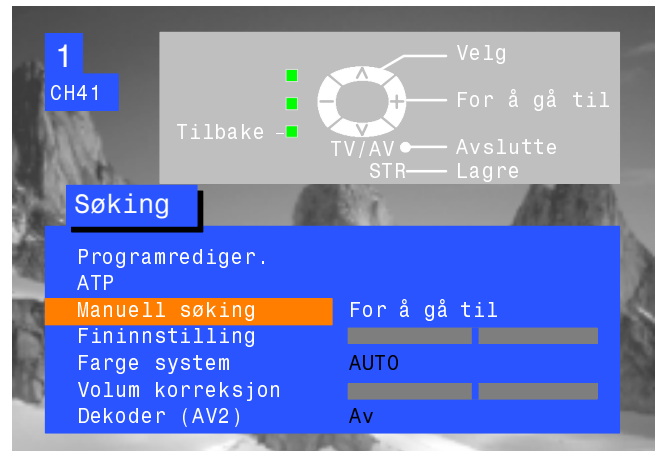 1
CH41
Velg
For å gå til
Tilbake
TV/AV Avslutte
STR Lagre
Søking
Programrediger.
ATP
Manuell søking For å gå til
Fininnstilling
Farge system AUTO
Volum korreksjon
Dekoder (AV2) Av